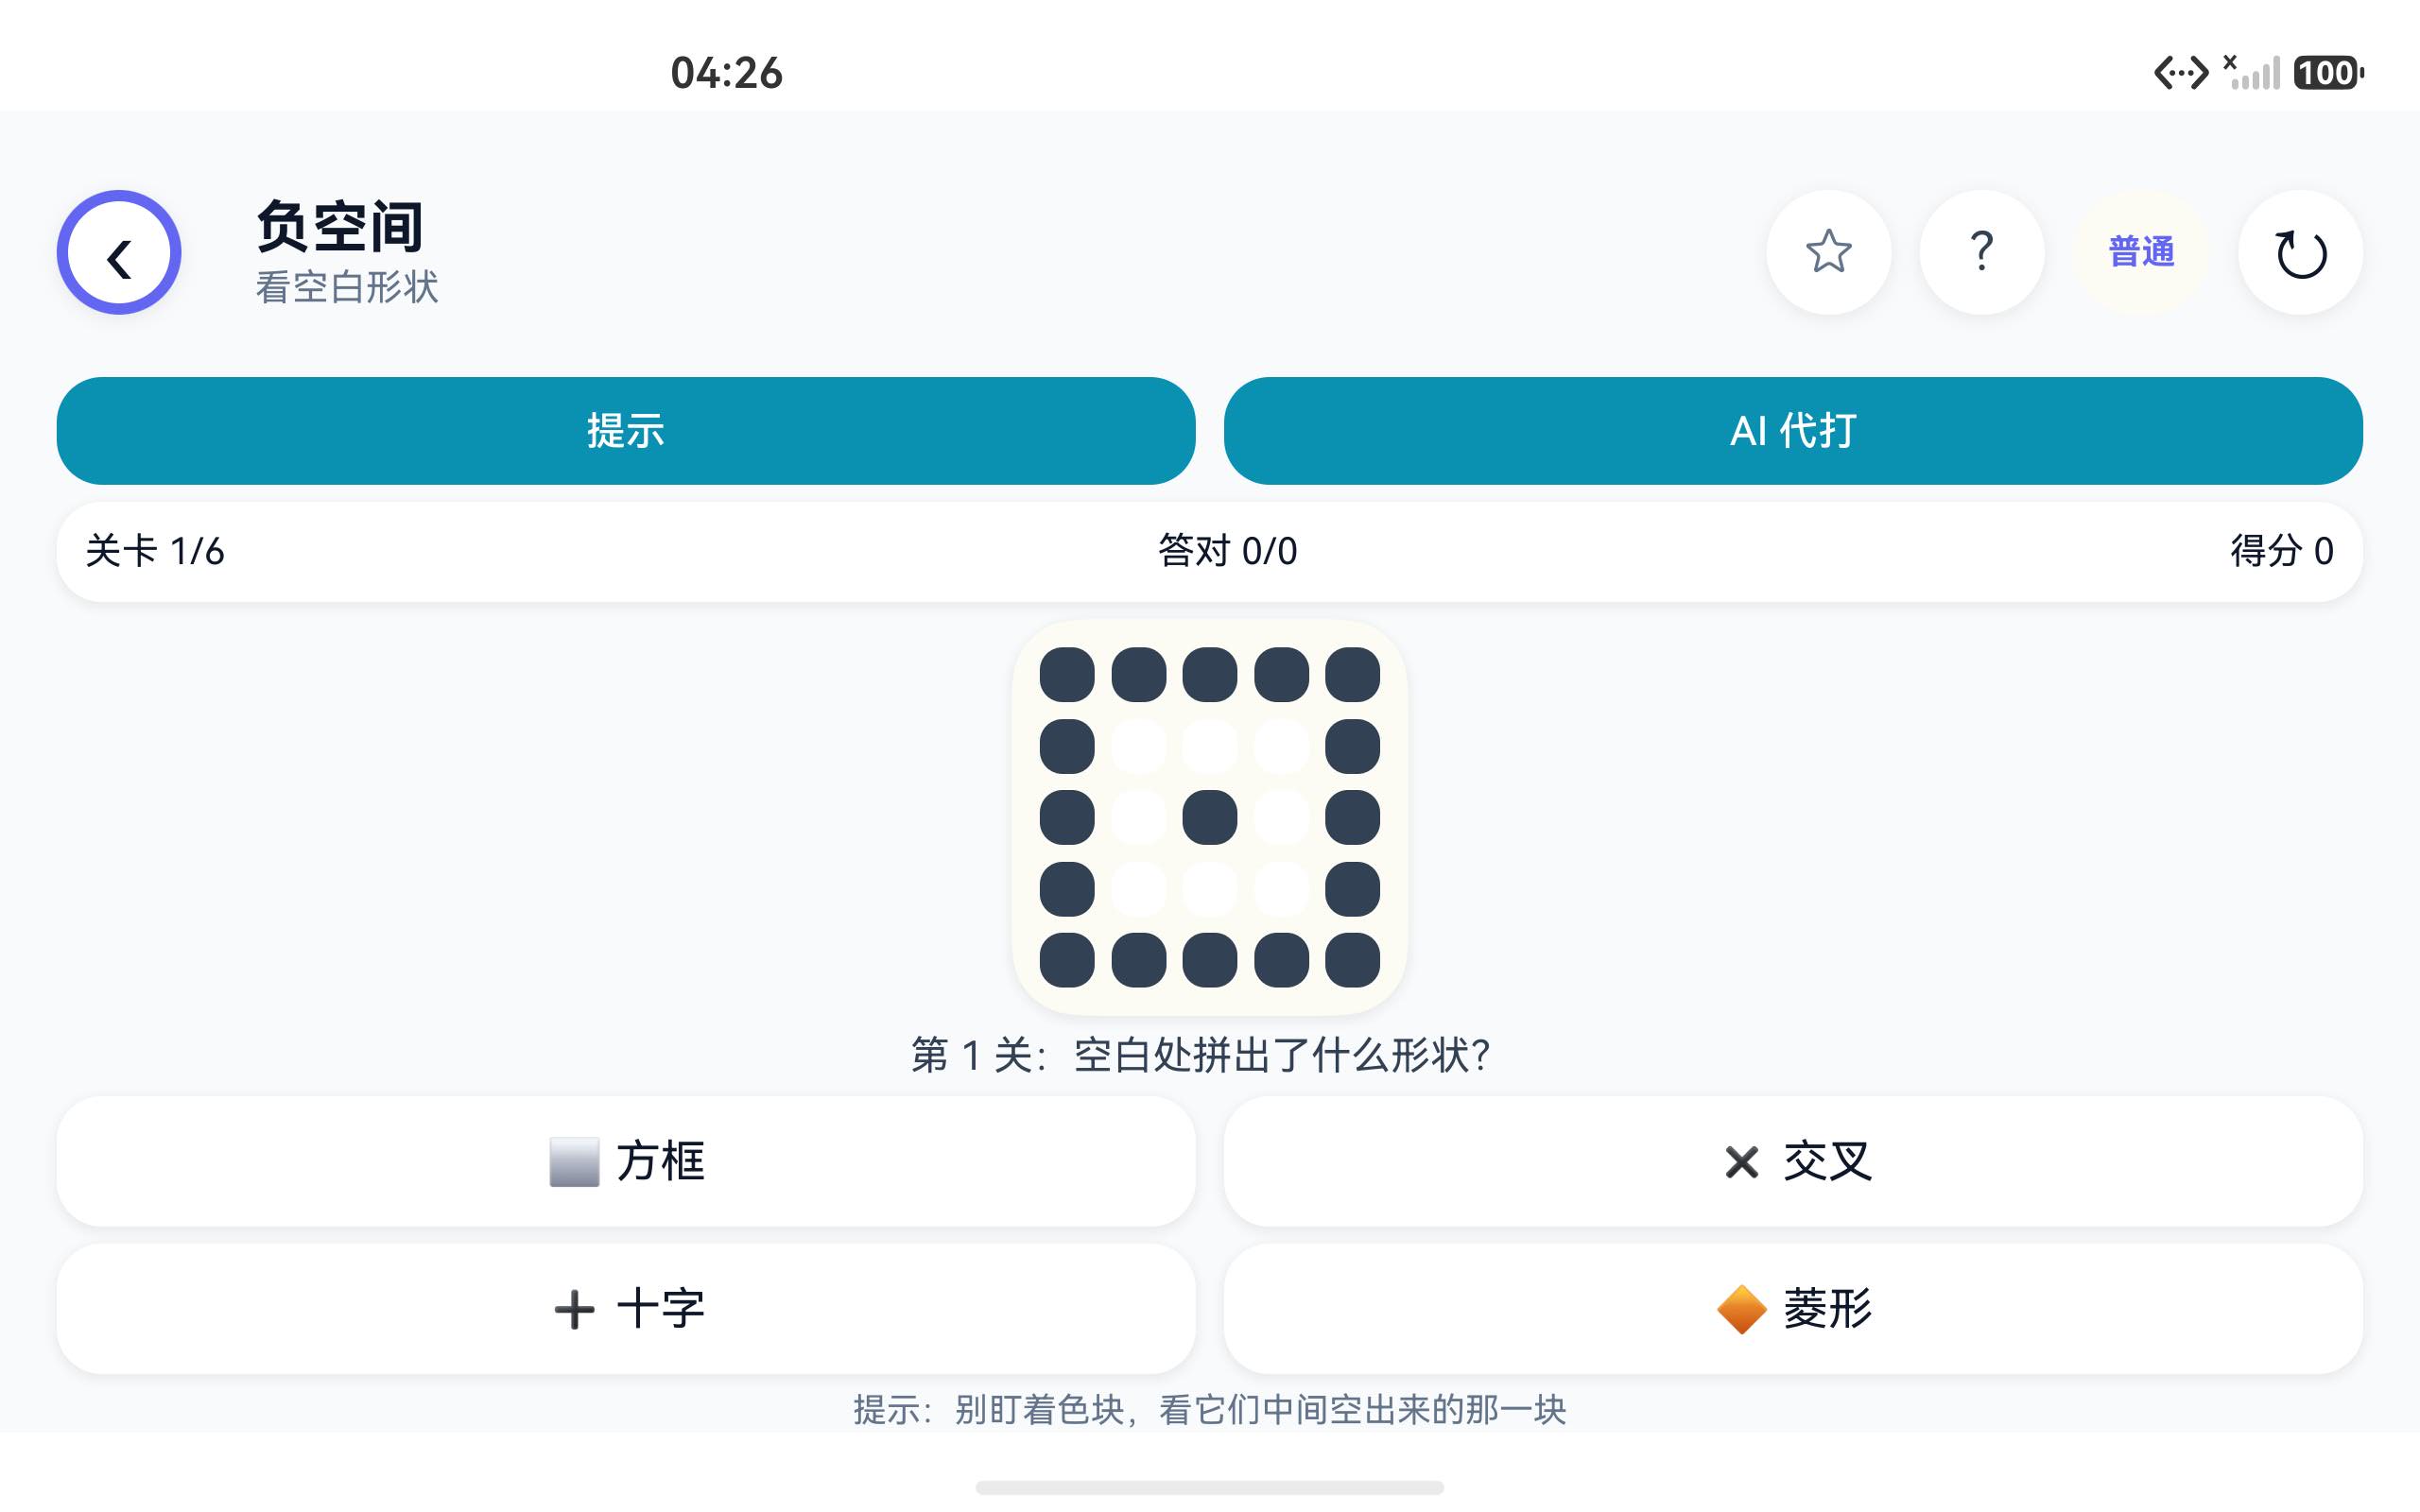 04:26
100
负空间
看空白形状
?
普通
提示
AI 代打
关卡 1/6
答对 0/0
得分 0
第 1 关：空白处拼出了什么形状?
方框
交叉
十字
菱形
提示：别盯着色块，看它们中间空出来的那一块